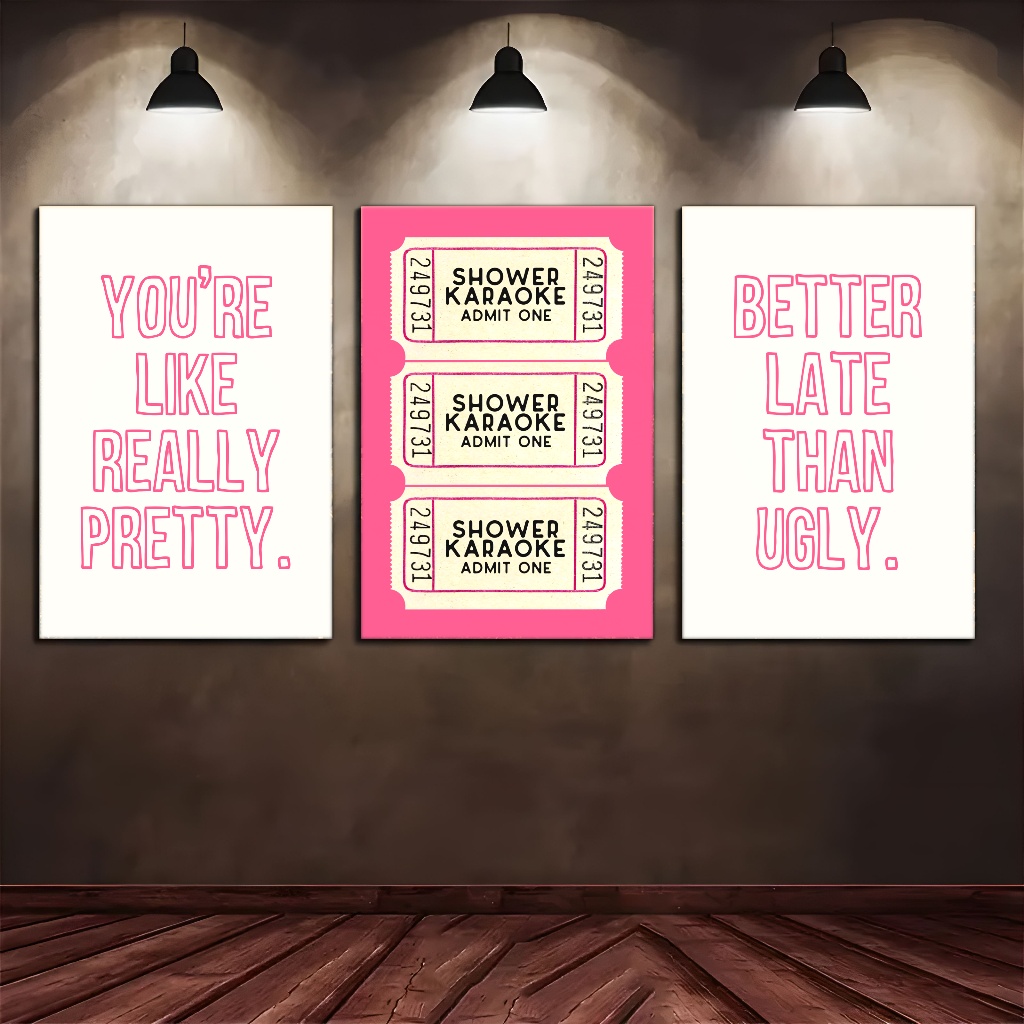 YOU'RE
LIKE
REALLY
PRETTY.
249731
SHOWER
KARAOKE
ADMIT ONE
249731
249731
SHOWER
KARAOKE
ADMIT ONE
249731
249731
SHOWER
KARAOKE
ADMIT ONE
249731
BETTER
LATE
THAN
UGLY.